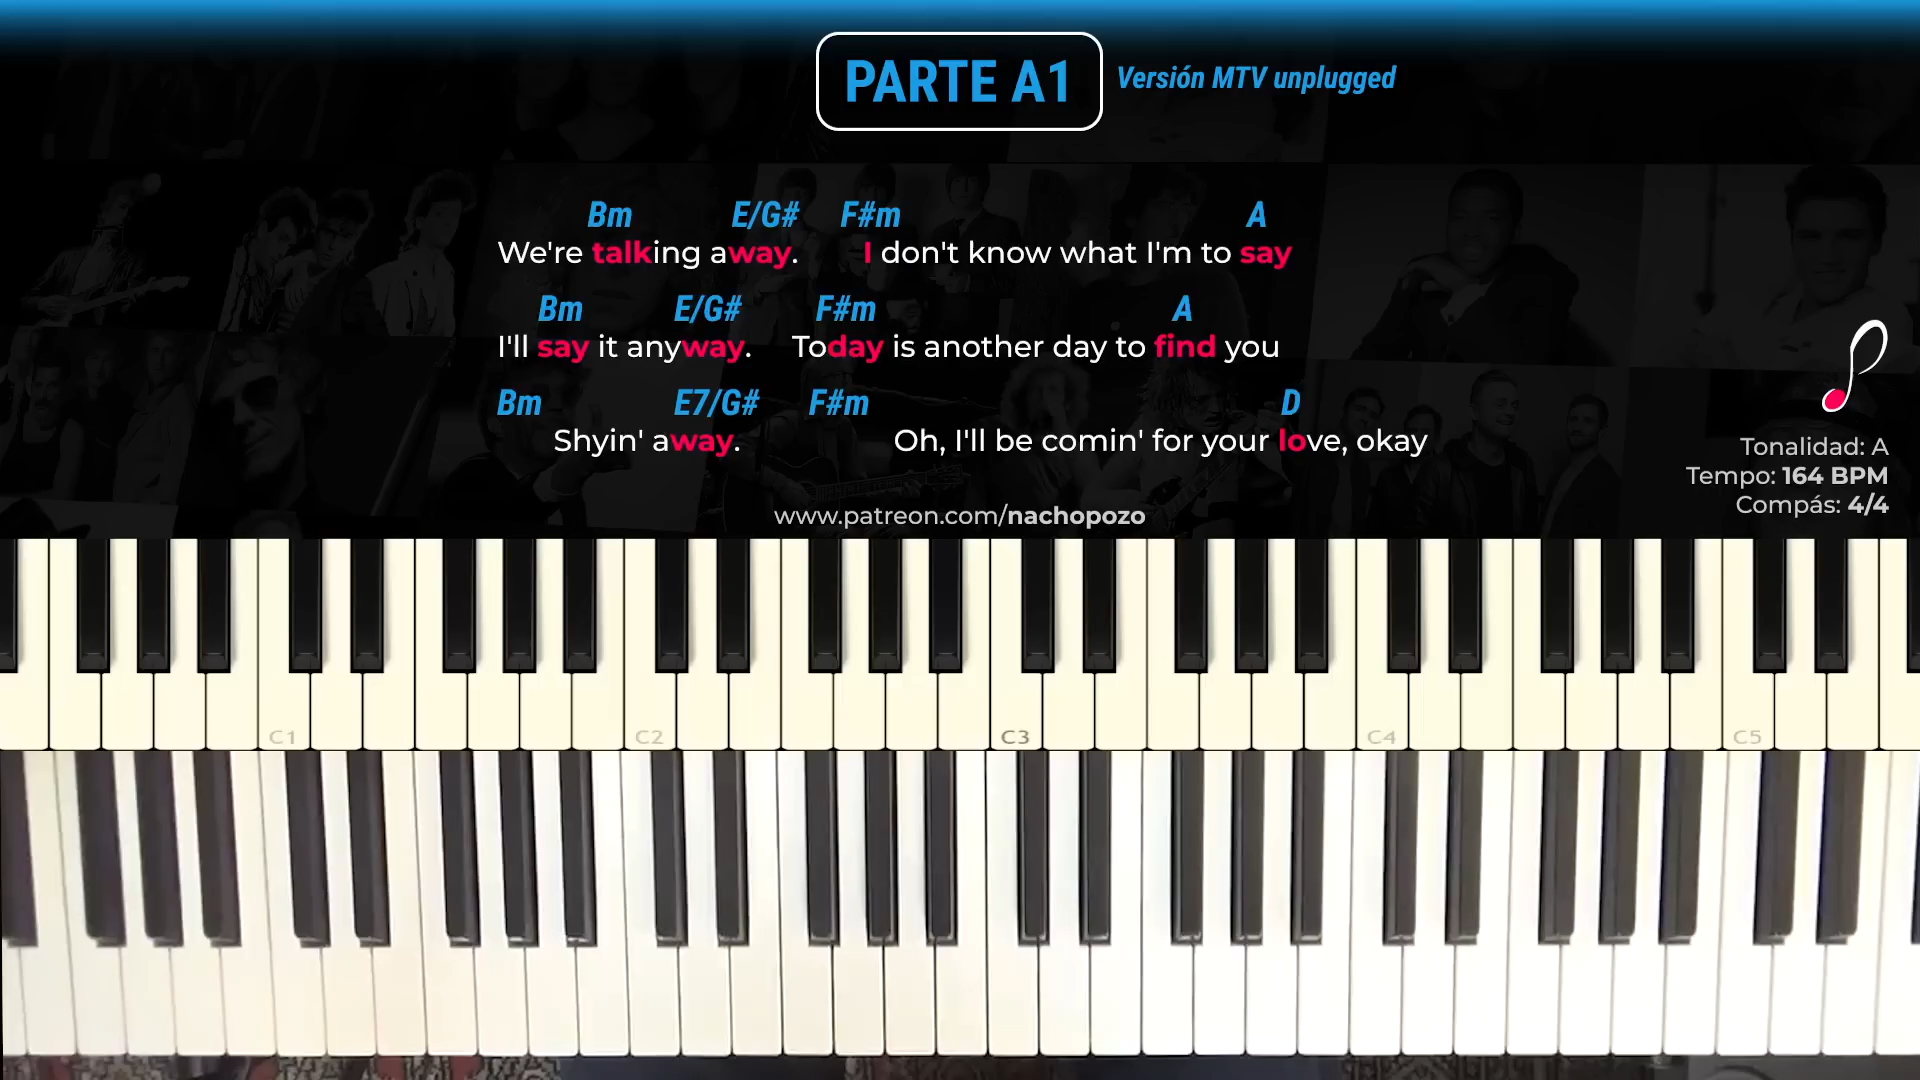 PARTE A1 Versión MTV unplugged
Bm E/G# F#m A
We're talking away. I don't know what I'm to say
Bm E/G# F#m A
I'll say it anyway. Today is another day to find you
Bm E7/G# F#m D
Shyin' away. Oh, I'll be comin' for your love, okay
Tonalidad: A
Tempo: 164 BPM
Compás: 4/4
www.patreon.com/nachopozo
C1 C2 C3 C4 C5